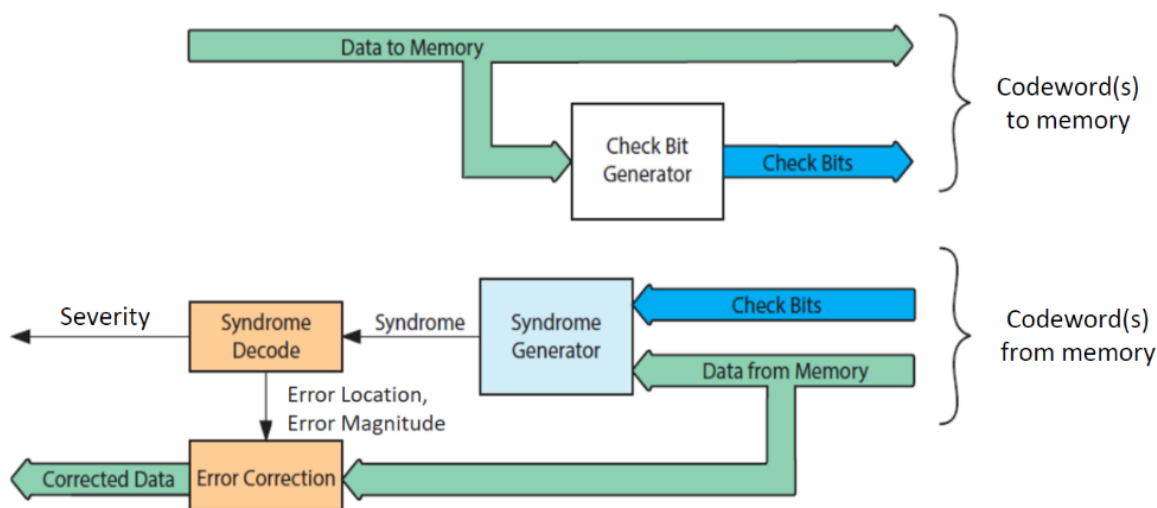 Data to Memory
Codeword(s)
to memory
Check Bit
Generator
Check Bits
Severity
Syndrome
Decode
Syndrome
Syndrome
Generator
Check Bits
Data from Memory
Codeword(s)
from memory
Error Location,
Error Magnitude
Corrected Data
Error Correction